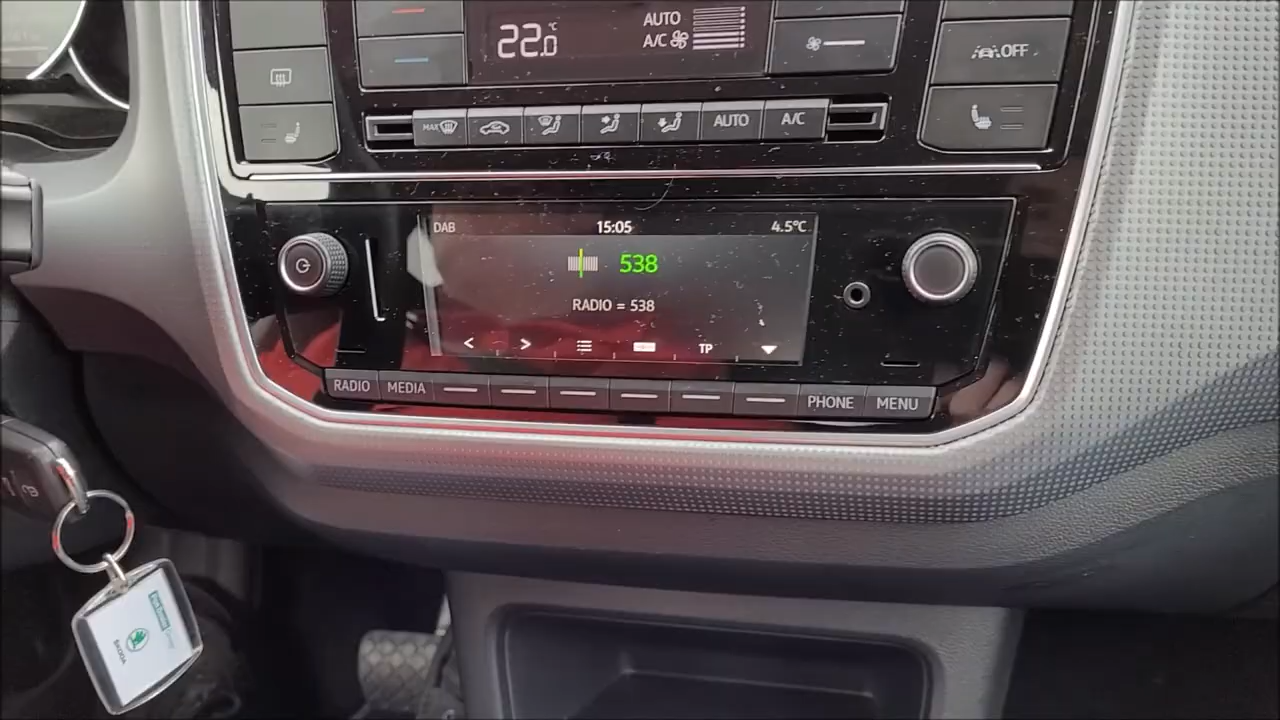 22.0 °C
AUTO
A/C
OFF
MAX
AUTO
A/C
DAB
15:05
4.5°C
538
RADIO = 538
<
>
TP
RADIO
MEDIA
PHONE
MENU
ŠKODA